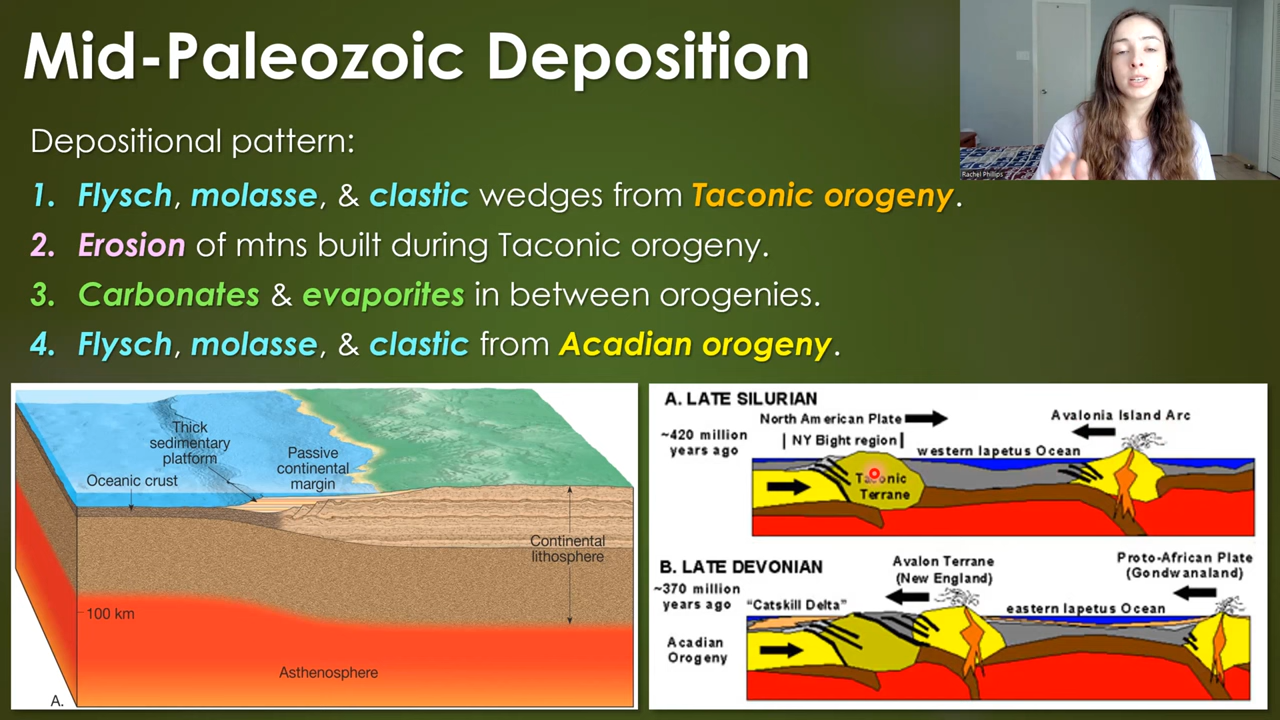 Mid-Paleozoic Deposition
Rachel Phillips
Depositional pattern:
1. Flysch, molasse, & clastic wedges from Taconic orogeny.
2. Erosion of mtns built during Taconic orogeny.
3. Carbonates & evaporites in between orogenies.
4. Flysch, molasse, & clastic from Acadian orogeny.
Thick
sedimentary
platform
Passive
continental
margin
Oceanic crust
Continental
lithosphere
100 km
Asthenosphere
A.
A. LATE SILURIAN
North American Plate
Avalonia Island Arc
~420 million
years ago
NY Bight region
western Iapetus Ocean
Taconic
Terrane
B. LATE DEVONIAN
Avalon Terrane
(New England)
Proto-African Plate
(Gondwanaland)
~370 million
years ago
"Catskill Delta"
eastern Iapetus Ocean
Acadian
Orogeny